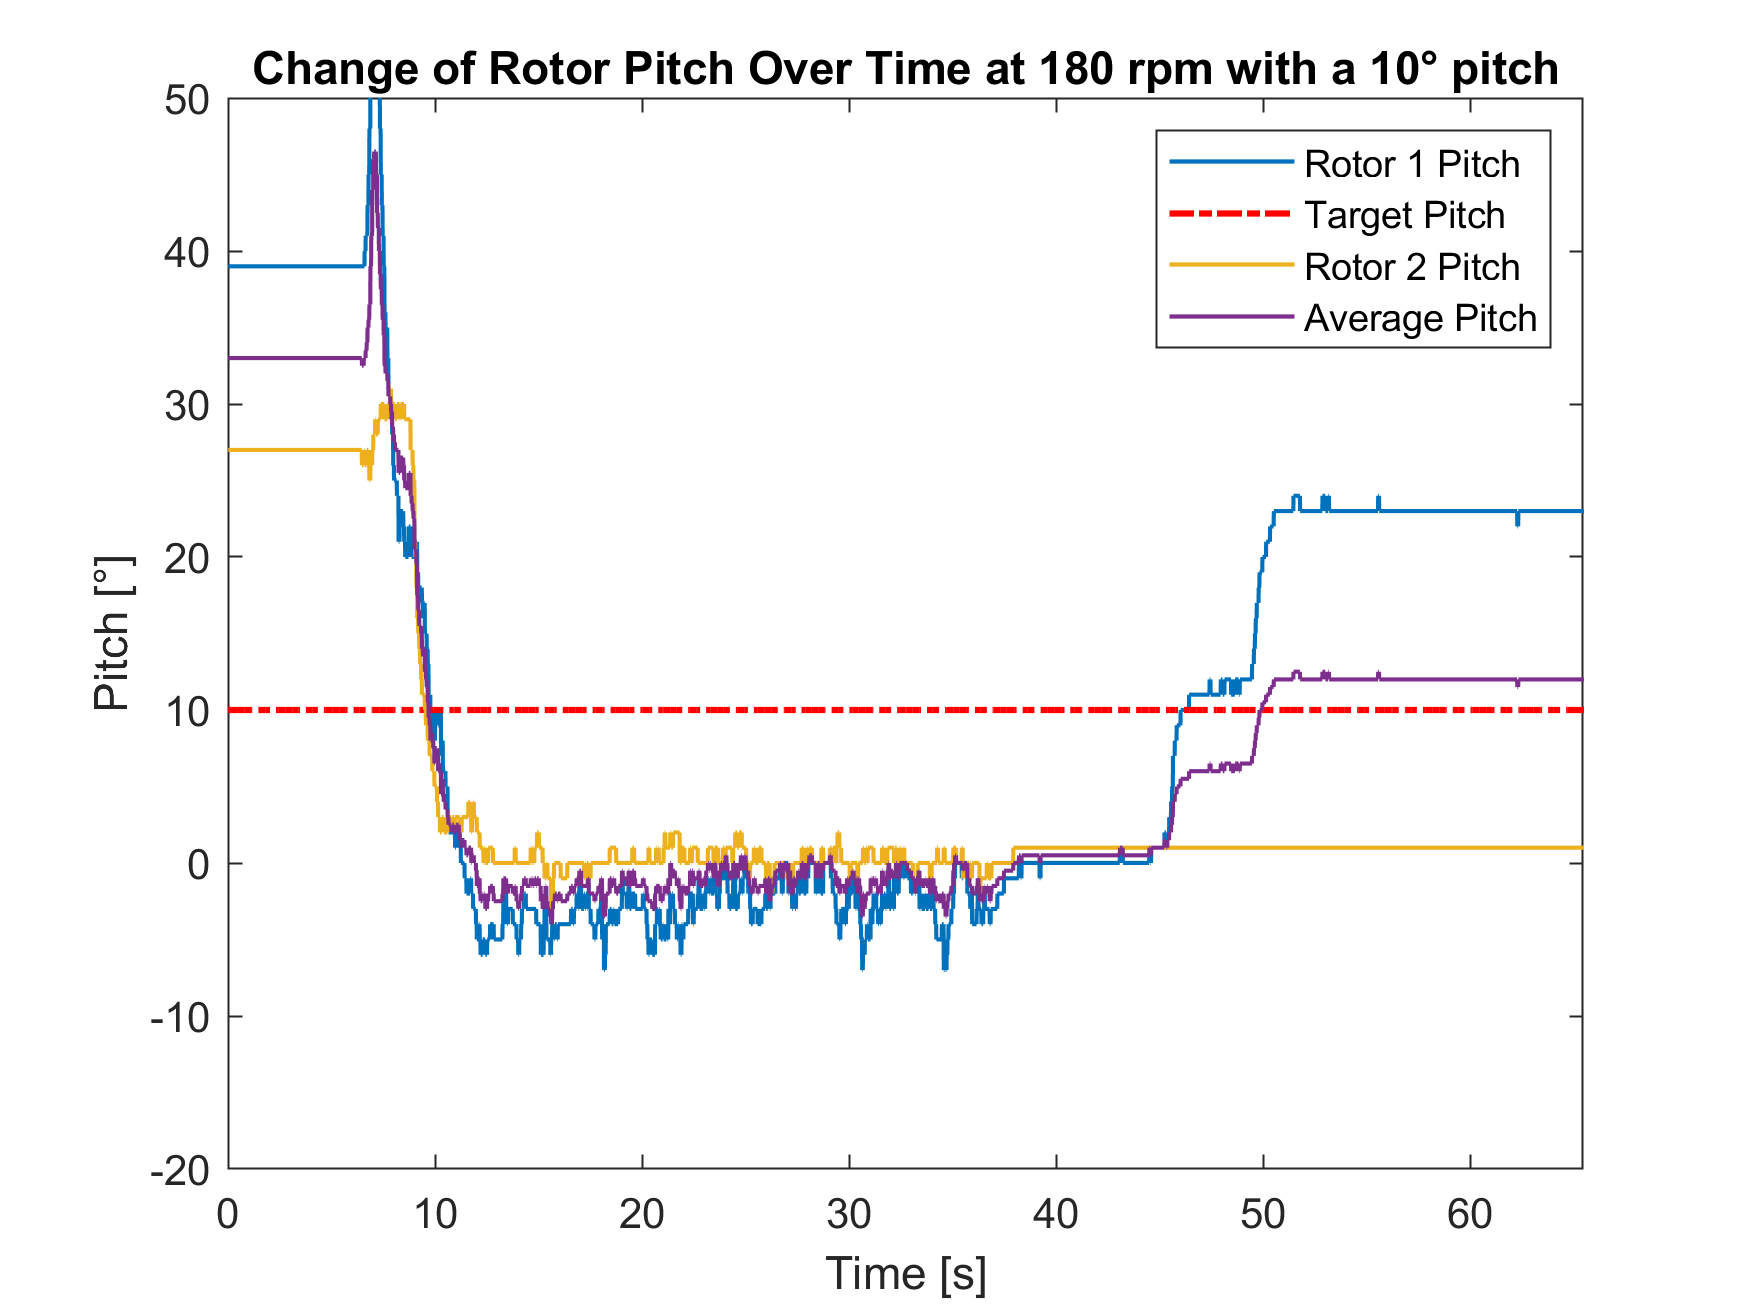 Change of Rotor Pitch Over Time at 180 rpm with a 10° pitch
50
40
30
20
10
0
-10
-20
Pitch [°]
Rotor 1 Pitch
Target Pitch
Rotor 2 Pitch
Average Pitch
0 10 20 30 40 50 60
Time [s]